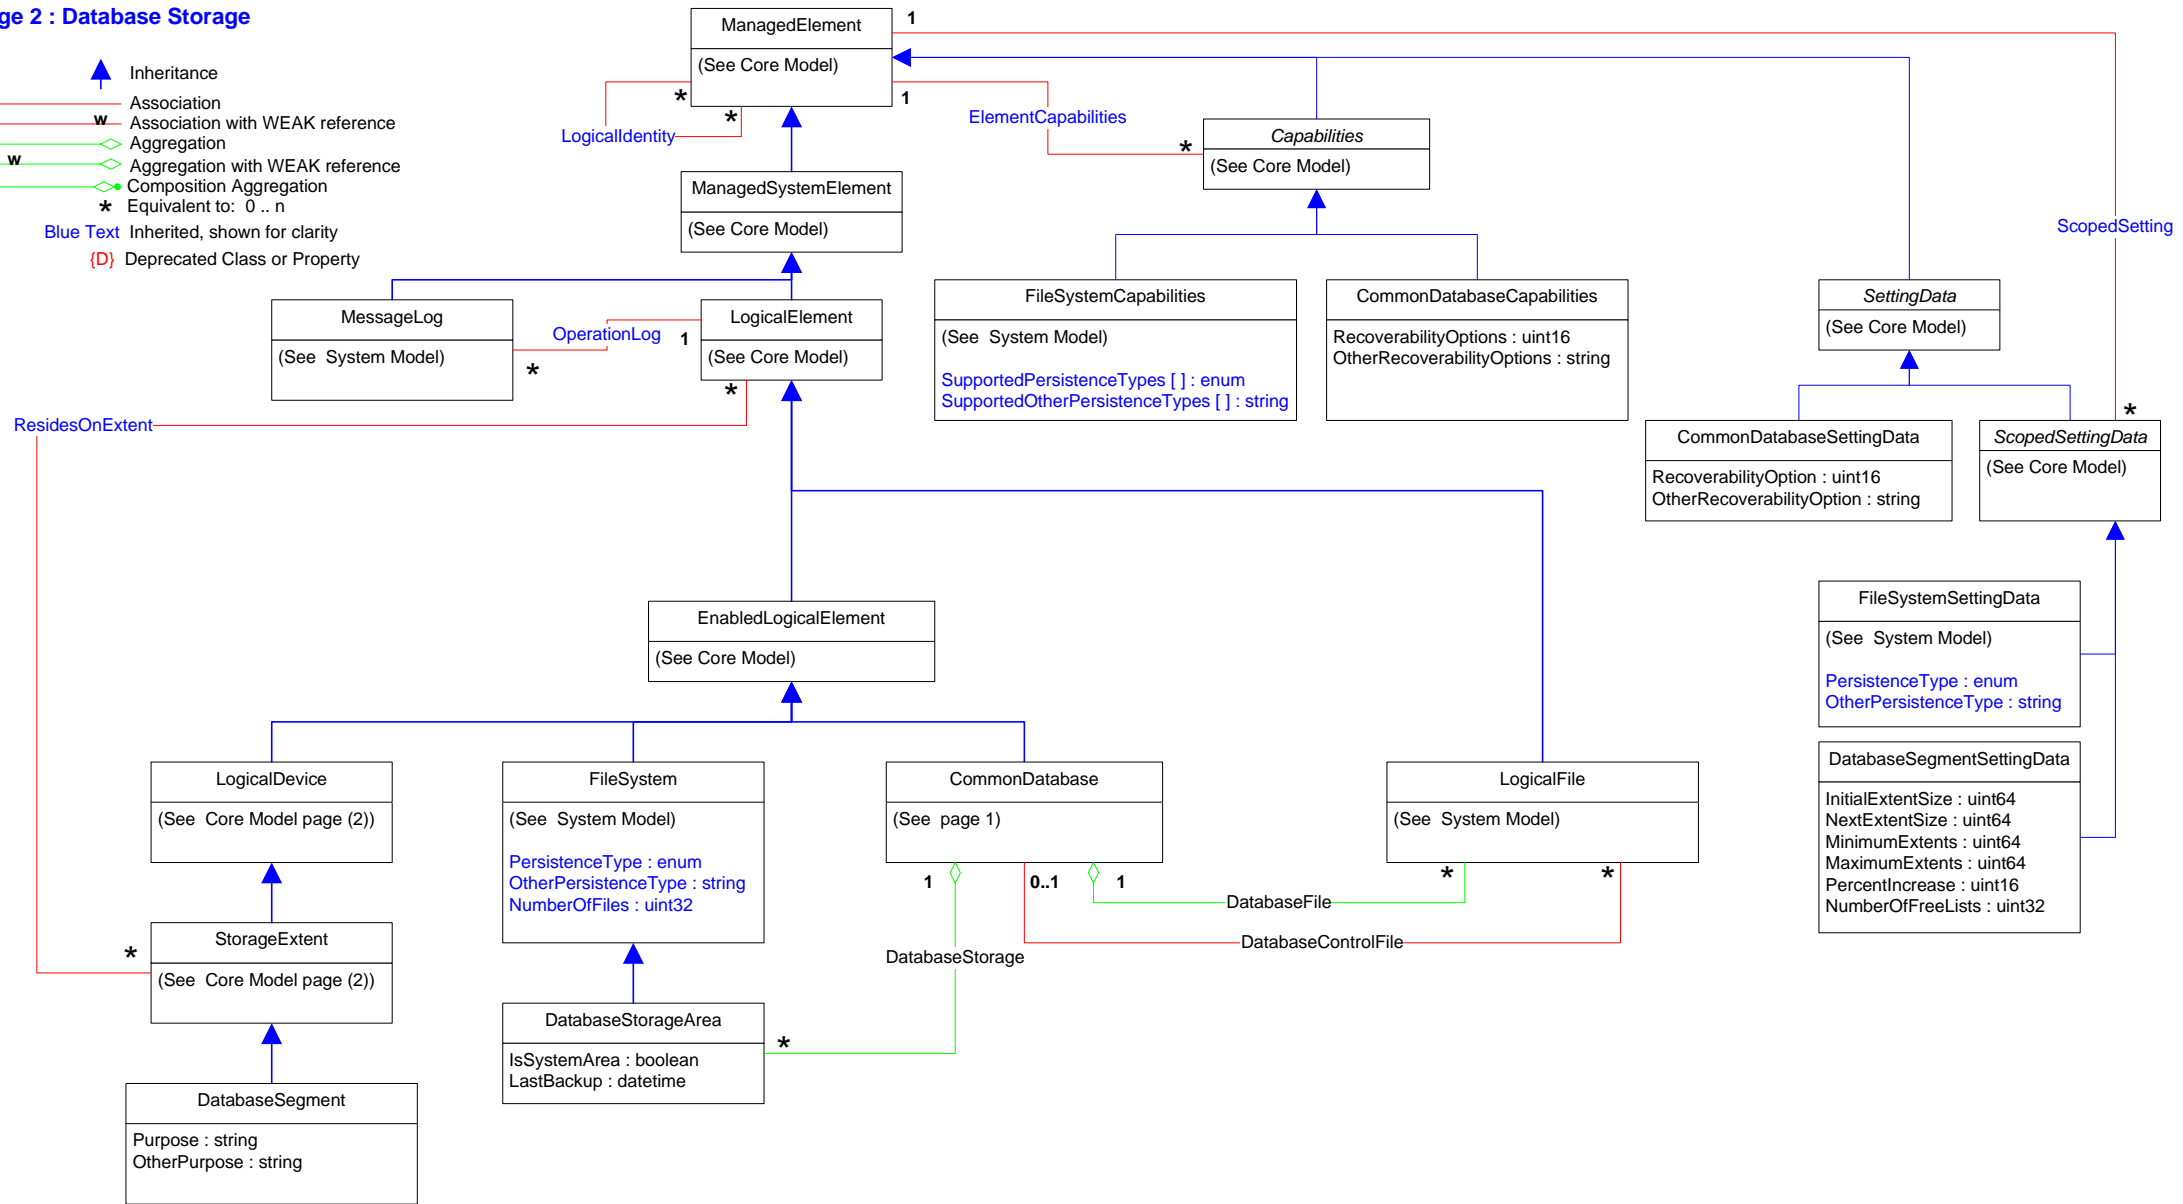 ge 2 : Database Storage
Inheritance
Association
w Association with WEAK reference
Aggregation
w Aggregation with WEAK reference
Composition Aggregation
* Equivalent to: 0 .. n
Blue Text Inherited, shown for clarity
{D} Deprecated Class or Property
ManagedElement
(See Core Model)
1
1
*
*
LogicalIdentity
ElementCapabilities
*
Capabilities
(See Core Model)
ScopedSetting
*
ManagedSystemElement
(See Core Model)
MessageLog
(See System Model)
OperationLog
1
*
LogicalElement
(See Core Model)
*
ResidesOnExtent
*
FileSystemCapabilities
(See System Model)
SupportedPersistenceTypes [ ] : enum
SupportedOtherPersistenceTypes [ ] : string
CommonDatabaseCapabilities
RecoverabilityOptions : uint16
OtherRecoverabilityOptions : string
SettingData
(See Core Model)
CommonDatabaseSettingData
RecoverabilityOption : uint16
OtherRecoverabilityOption : string
ScopedSettingData
(See Core Model)
EnabledLogicalElement
(See Core Model)
FileSystemSettingData
(See System Model)
PersistenceType : enum
OtherPersistenceType : string
DatabaseSegmentSettingData
InitialExtentSize : uint64
NextExtentSize : uint64
MinimumExtents : uint64
MaximumExtents : uint64
PercentIncrease : uint16
NumberOfFreeLists : uint32
LogicalDevice
(See Core Model page (2))
FileSystem
(See System Model)
PersistenceType : enum
OtherPersistenceType : string
NumberOfFiles : uint32
CommonDatabase
(See page 1)
LogicalFile
(See System Model)
1
0..1
1
*
*
DatabaseFile
DatabaseControlFile
DatabaseStorage
*
StorageExtent
(See Core Model page (2))
DatabaseStorageArea
IsSystemArea : boolean
LastBackup : datetime
DatabaseSegment
Purpose : string
OtherPurpose : string